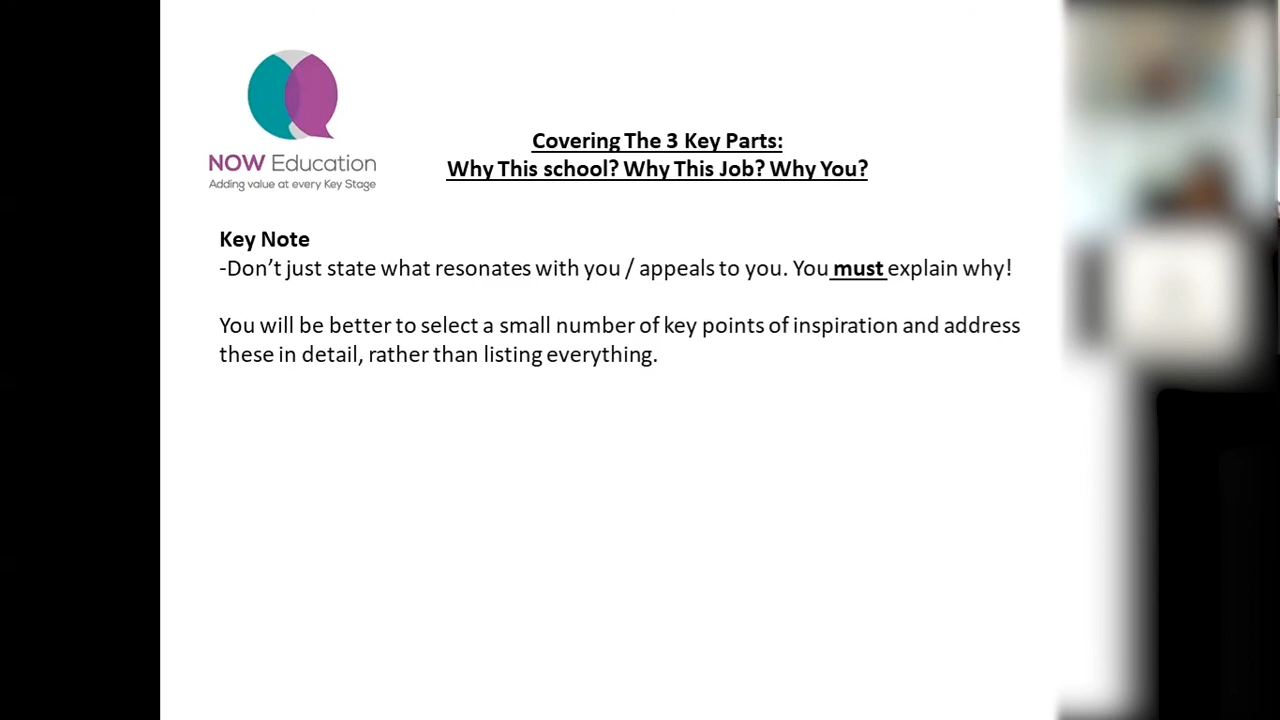 NOW Education
Adding value at every Key Stage
Covering The 3 Key Parts:
Why This school? Why This Job? Why You?
Key Note
-Don’t just state what resonates with you / appeals to you. You must explain why!
You will be better to select a small number of key points of inspiration and address
these in detail, rather than listing everything.